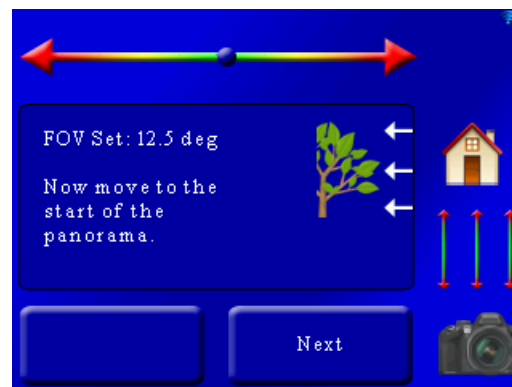 FOV Set: 12.5 deg
Now move to the
start of the
panorama.
Next